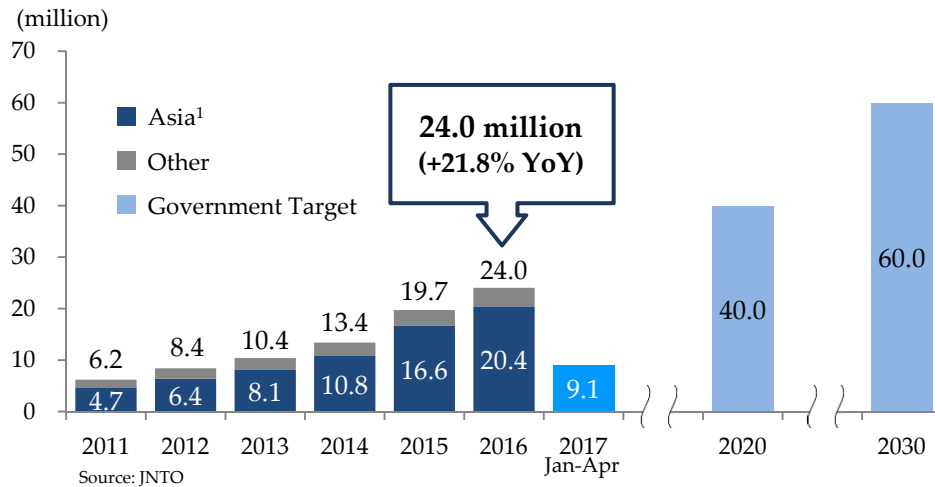 (million)
70
60
50
40
30
20
10
0
Asia¹
Other
Government Target
24.0 million
(+21.8% YoY)
6.2
8.4
10.4
13.4
19.7
24.0
4.7
6.4
8.1
10.8
16.6
20.4
9.1
40.0
60.0
2011 2012 2013 2014 2015 2016 2017 2020 2030
Jan-Apr
Source: JNTO